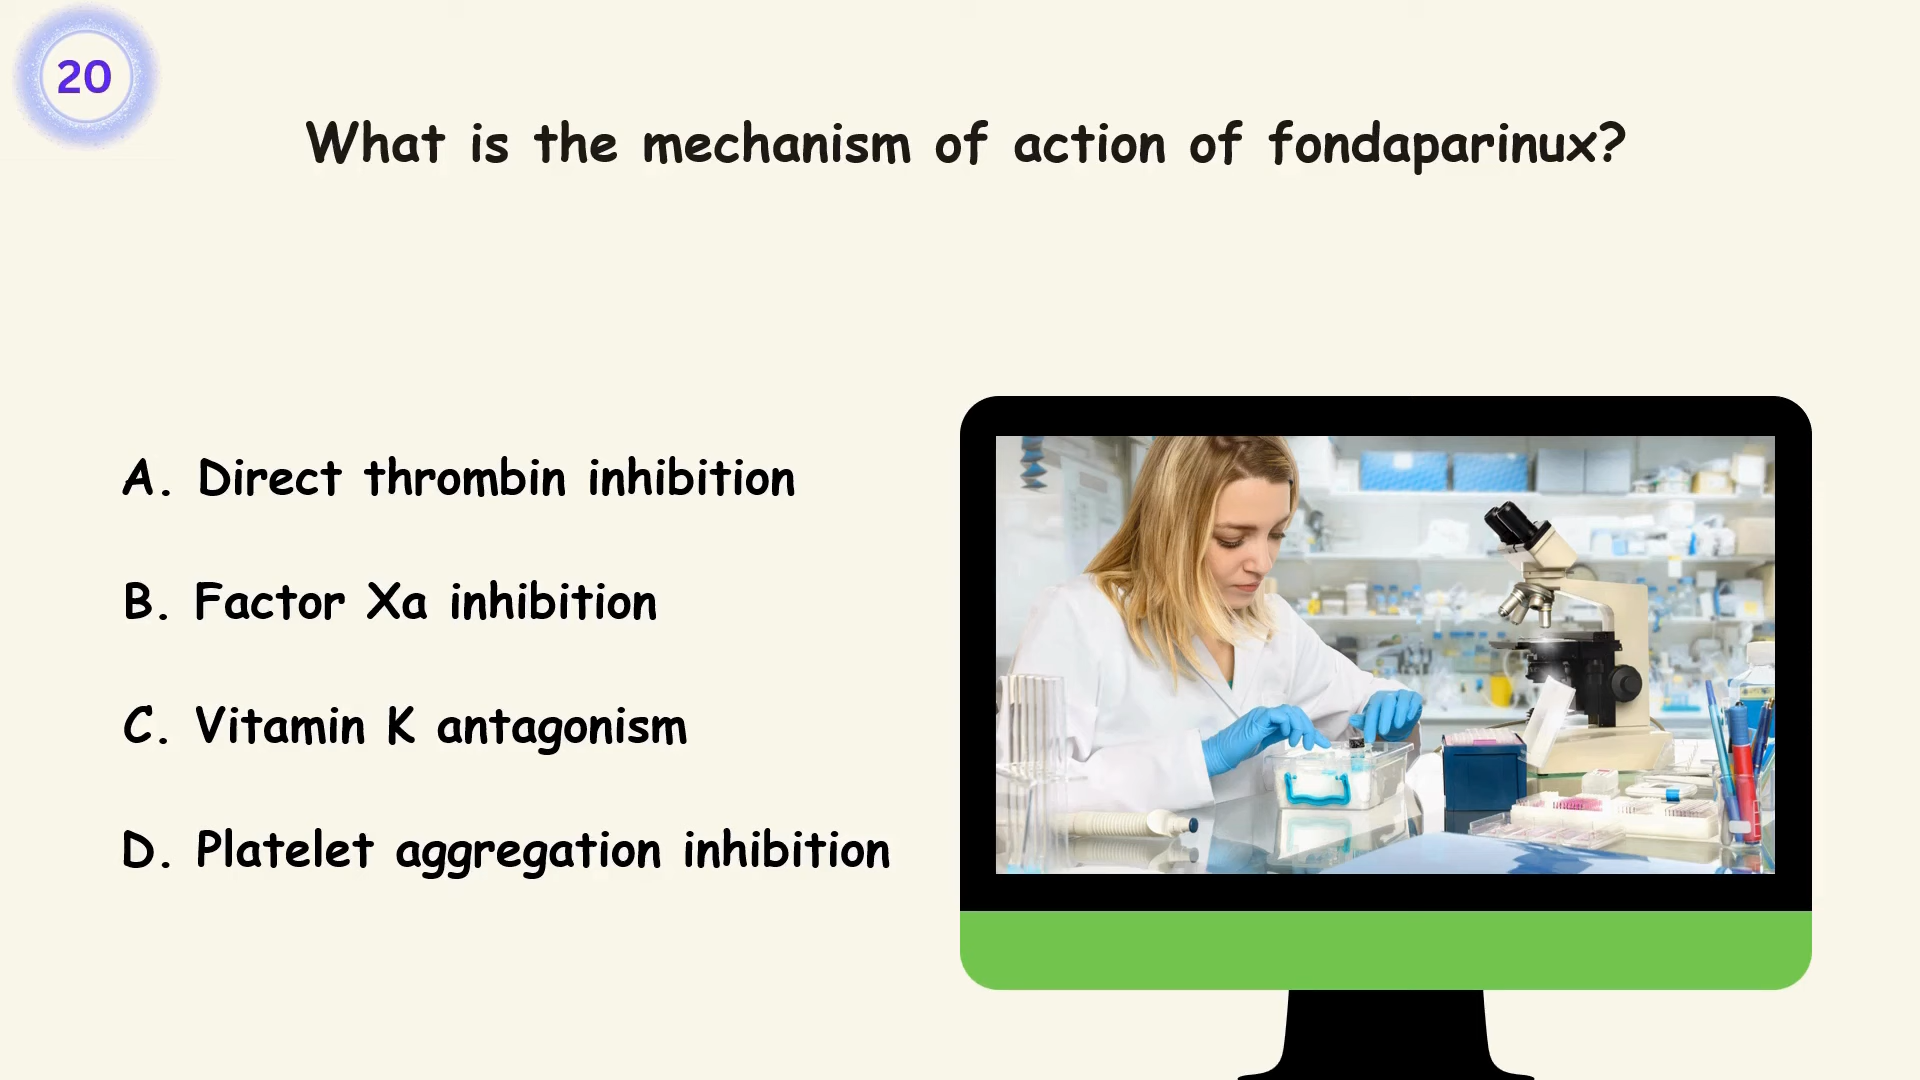 20
What is the mechanism of action of fondaparinux?
A. Direct thrombin inhibition
B. Factor Xa inhibition
C. Vitamin K antagonism
D. Platelet aggregation inhibition